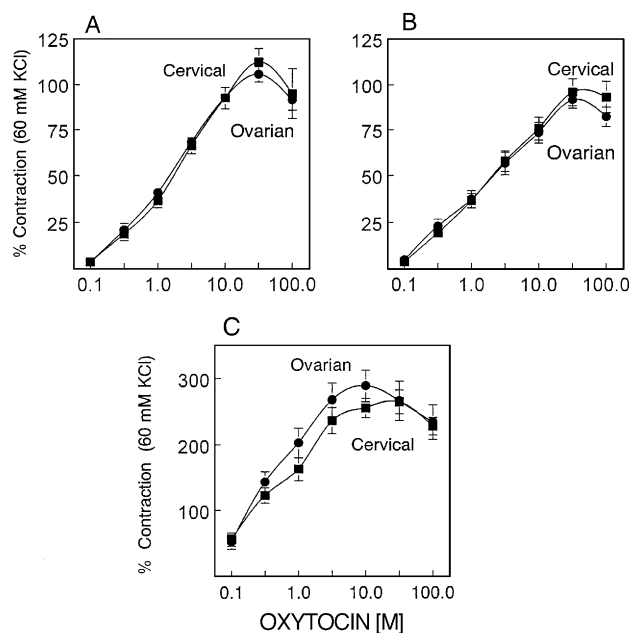 A
% Contraction (60 mM KCl)
125
100
75
50
25
Cervical
Ovarian
0.1
1.0
10.0
100.0
B
125
100
75
50
25
Cervical
Ovarian
0.1
1.0
10.0
100.0
C
% Contraction (60 mM KCl)
300
200
100
Ovarian
Cervical
0.1
1.0
10.0
100.0
OXYTOCIN [M]